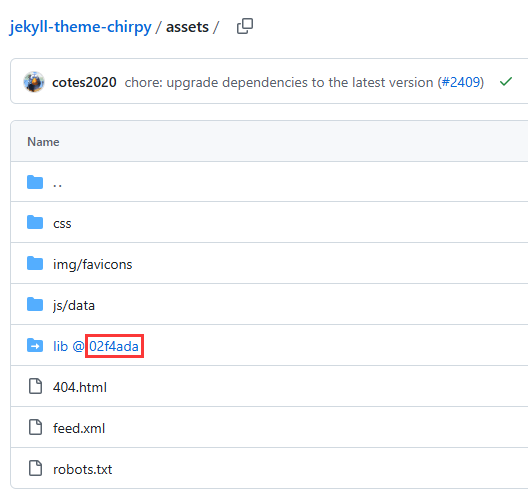 jekyll-theme-chirpy / assets /
cotes2020 chore: upgrade dependencies to the latest version (#2409)
Name
..
css
img/favicons
js/data
lib @ 02f4ada
404.html
feed.xml
robots.txt